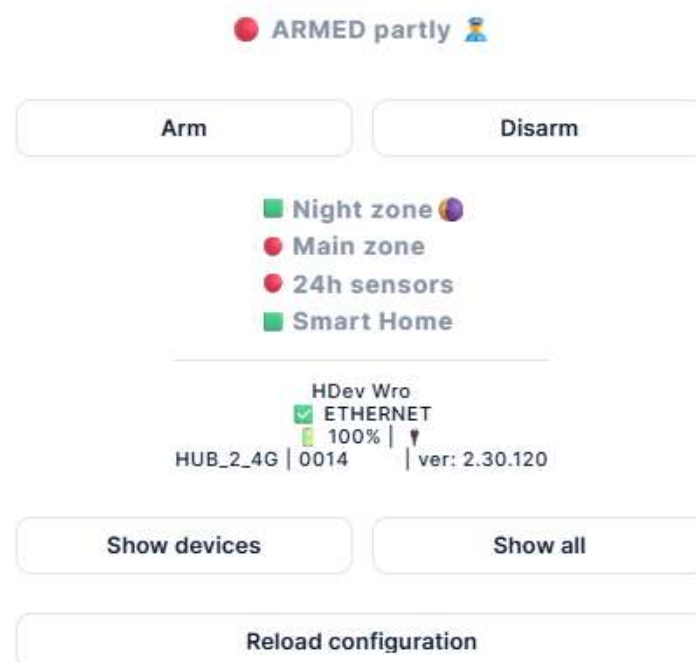 ARMED partly
Arm Disarm
Night zone
Main zone
24h sensors
Smart Home
HDev Wro
ETHERNET
100% |
HUB_2_4G | 0014 | ver: 2.30.120
Show devices Show all
Reload configuration